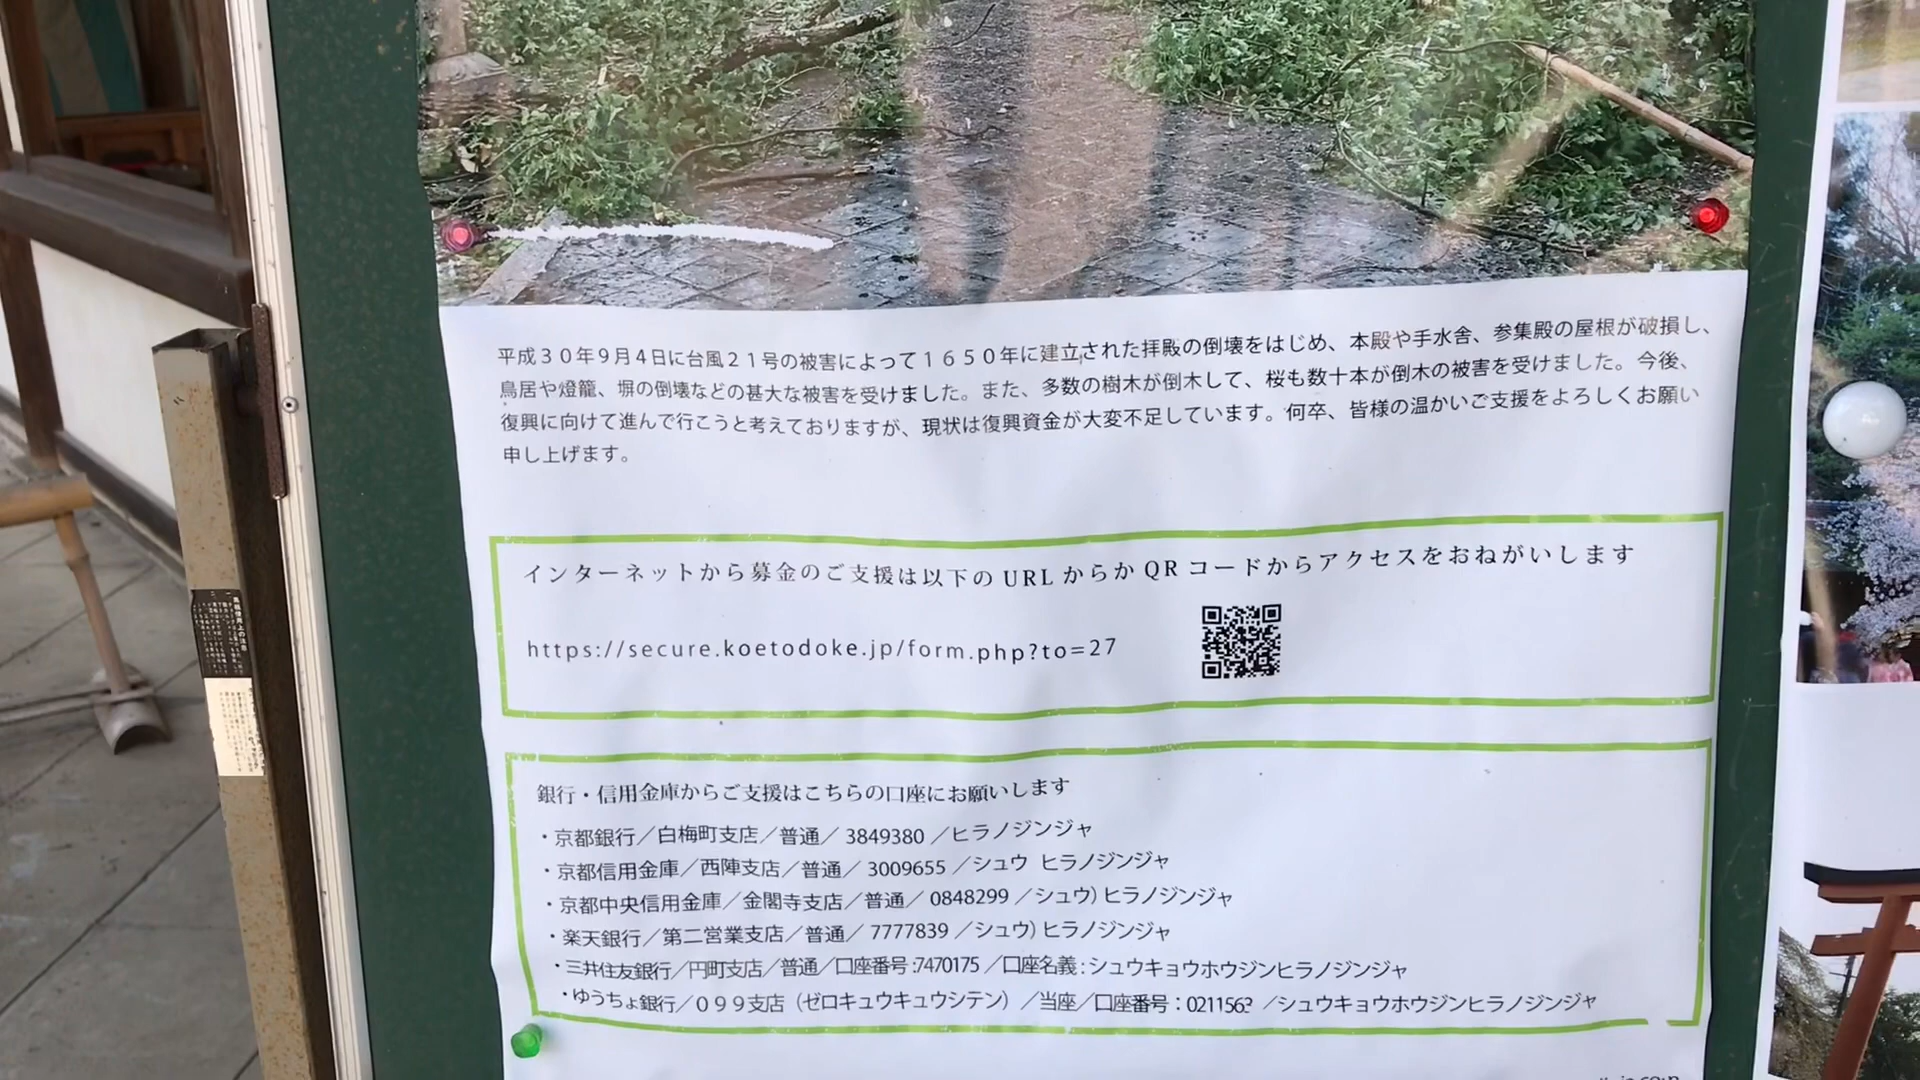 平成３０年９月４日に台風２１号の被害によって１６５０年に建立された拝殿の倒壊をはじめ、本殿や手水舎、参集殿の屋根が破損し、
鳥居や燈籠、塀の倒壊などの甚大な被害を受けました。また、多数の樹木が倒木して、桜も数十本が倒木の被害を受けました。今後、
復興に向けて進んで行こうと考えておりますが、現状は復興資金が大変不足しています。何卒、皆様の温かいご支援をよろしくお願い
申し上げます。
インターネットから募金のご支援は以下の URL からか QR コードからアクセスをおねがいします
https://secure.koetodoke.jp/form.php?to=27
銀行・信用金庫からご支援はこちらの口座にお願いします
・京都銀行／白梅町支店／普通／ 3849380 ／ヒラノジンジャ
・京都信用金庫／西陣支店／普通／ 3009655 ／シュウ ヒラノジンジャ
・京都中央信用金庫／金閣寺支店／普通／ 0848299 ／シュウ）ヒラノジンジャ
・楽天銀行／第二営業支店／普通／ 7777839 ／シュウ）ヒラノジンジャ
・三井住友銀行／円町支店／普通／口座番号:7470175 ／口座名義：シュウキョウホウジンヒラノジンジャ
・ゆうちょ銀行／０９９支店（ゼロキュウキュウシテン）／当座／口座番号： ／シュウキョウホウジンヒラノジンジャ